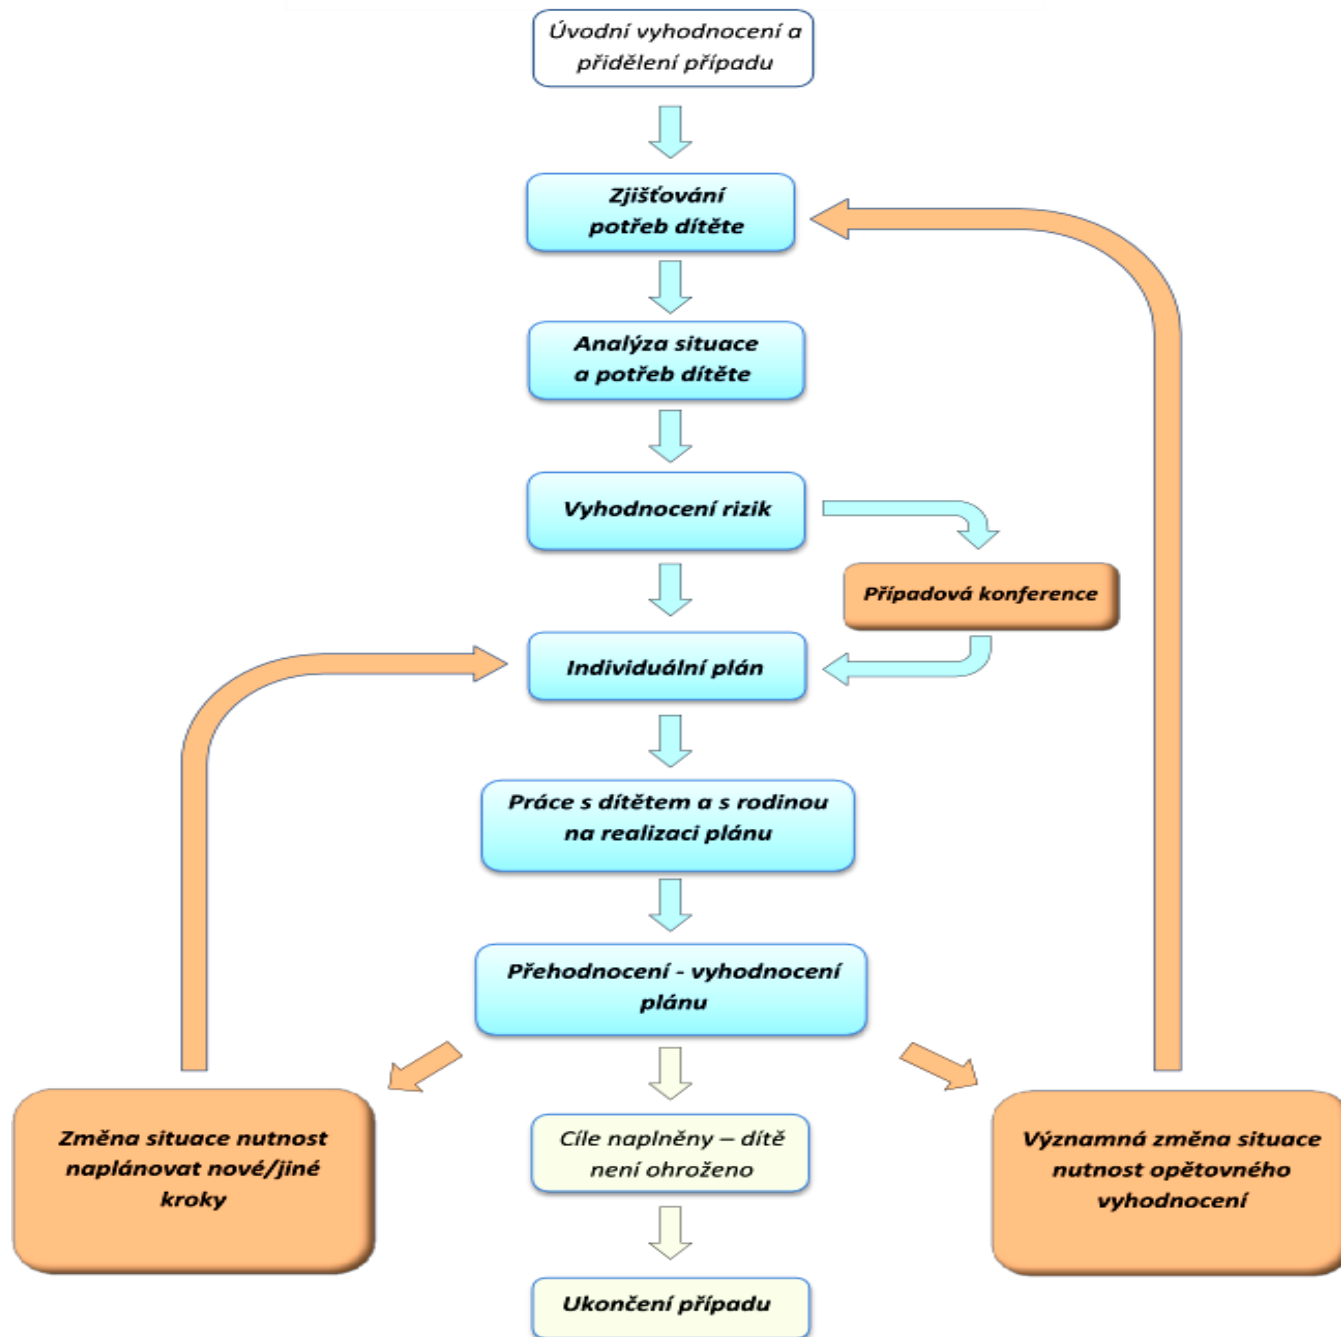 Úvodní vyhodnocení a
přidělení případu
Zjišťování
potřeb dítěte
Analýza situace
a potřeb dítěte
Vyhodnocení rizik
Případová konference
Individuální plán
Práce s dítětem a s rodinou
na realizaci plánu
Přehodnocení - vyhodnocení
plánu
Změna situace nutnost
naplánovat nové/jiné
kroky
Cíle naplněny – dítě
není ohroženo
Významná změna situace
nutnost opětovného
vyhodnocení
Ukončení případu